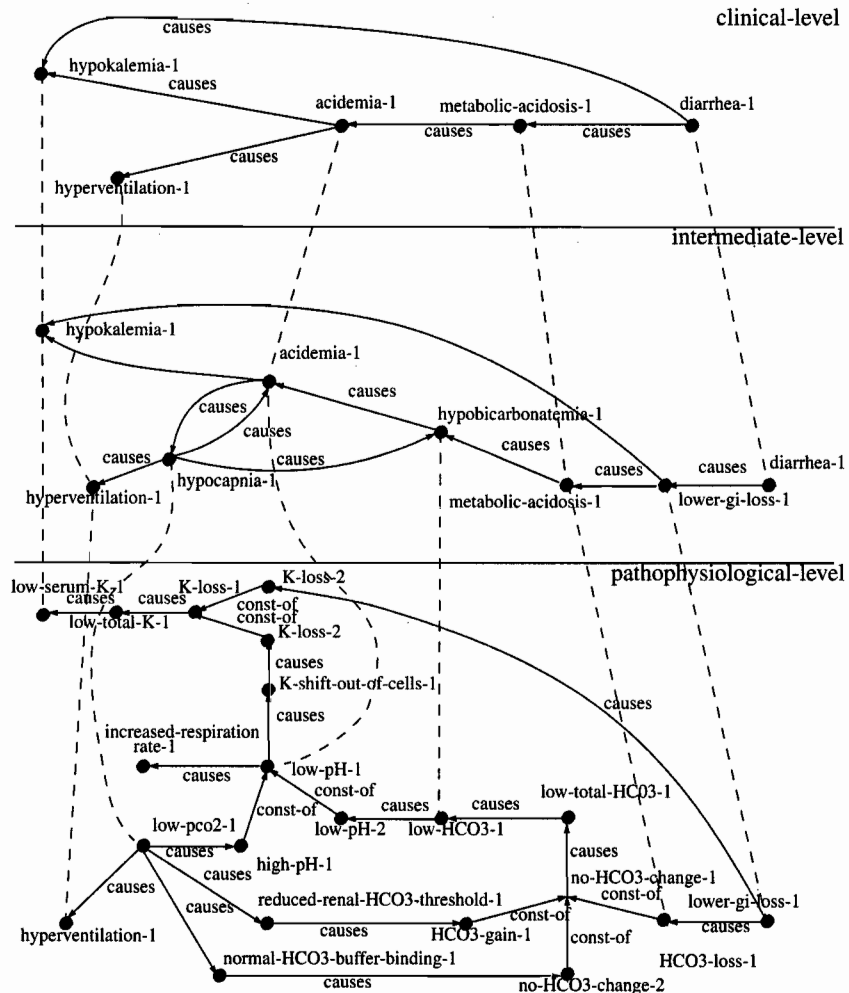 clinical-level
causes
hypokalemia-1
causes
acidemia-1
metabolic-acidosis-1
diarrhea-1
causes
causes
causes
hyperventilation-1
intermediate-level
hypokalemia-1
acidemia-1
causes
causes
hypobicarbonatemia-1
causes
causes
causes
causes
causes
causes
diarrhea-1
hypocapnia-1
hyperventilation-1
metabolic-acidosis-1
lower-gi-loss-1
pathophysiological-level
low-serum-K-1
K-loss-1
K-loss-2
causes
causes
const-of
const-of
low-total-K-1
K-loss-2
causes
K-shift-out-of-cells-1
causes
causes
increased-respiration
rate-1
low-pH-1
causes
const-of
low-total-HC03-1
const-of
causes
causes
low-pco2-1
low-pH-2
low-HCO3-1
causes
high-pH-1
causes
causes
causes
no-HCO3-change-1
reduced-renal-HCO3-threshold-1
const-of
lower-gi-loss-1
causes
const-of
causes
hyperventilation-1
HCO3-gain-1
const-of
normal-HCO3-buffer-binding-1
HCO3-loss-1
causes
no-HCO3-change-2